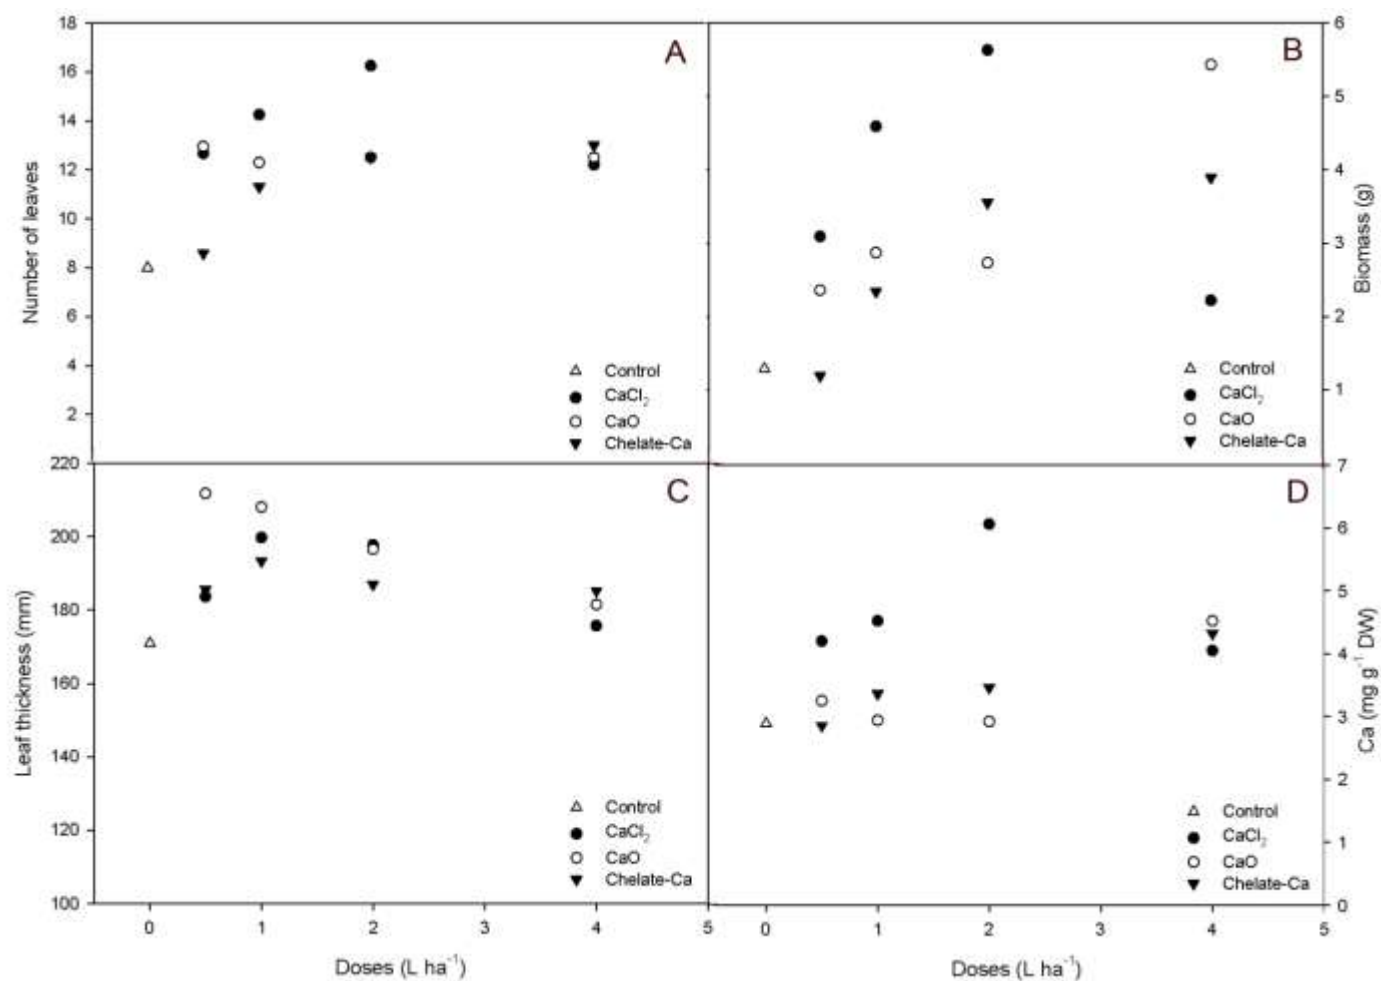 18
16
14
12
10
8
6
4
2
Number of leaves
A
Control
CaCl₂
CaO
Chelate-Ca
6
5
4
3
2
1
Biomass (g)
B
Control
CaCl₂
CaO
Chelate-Ca
220
200
180
160
140
120
100
Leaf thickness (mm)
C
Control
CaCl₂
CaO
Chelate-Ca
0 1 2 3 4 5
Doses (L ha⁻¹)
7
6
5
4
3
2
1
0
Ca (mg g⁻¹ DW)
D
Control
CaCl₂
CaO
Chelate-Ca
0 1 2 3 4 5
Doses (L ha⁻¹)